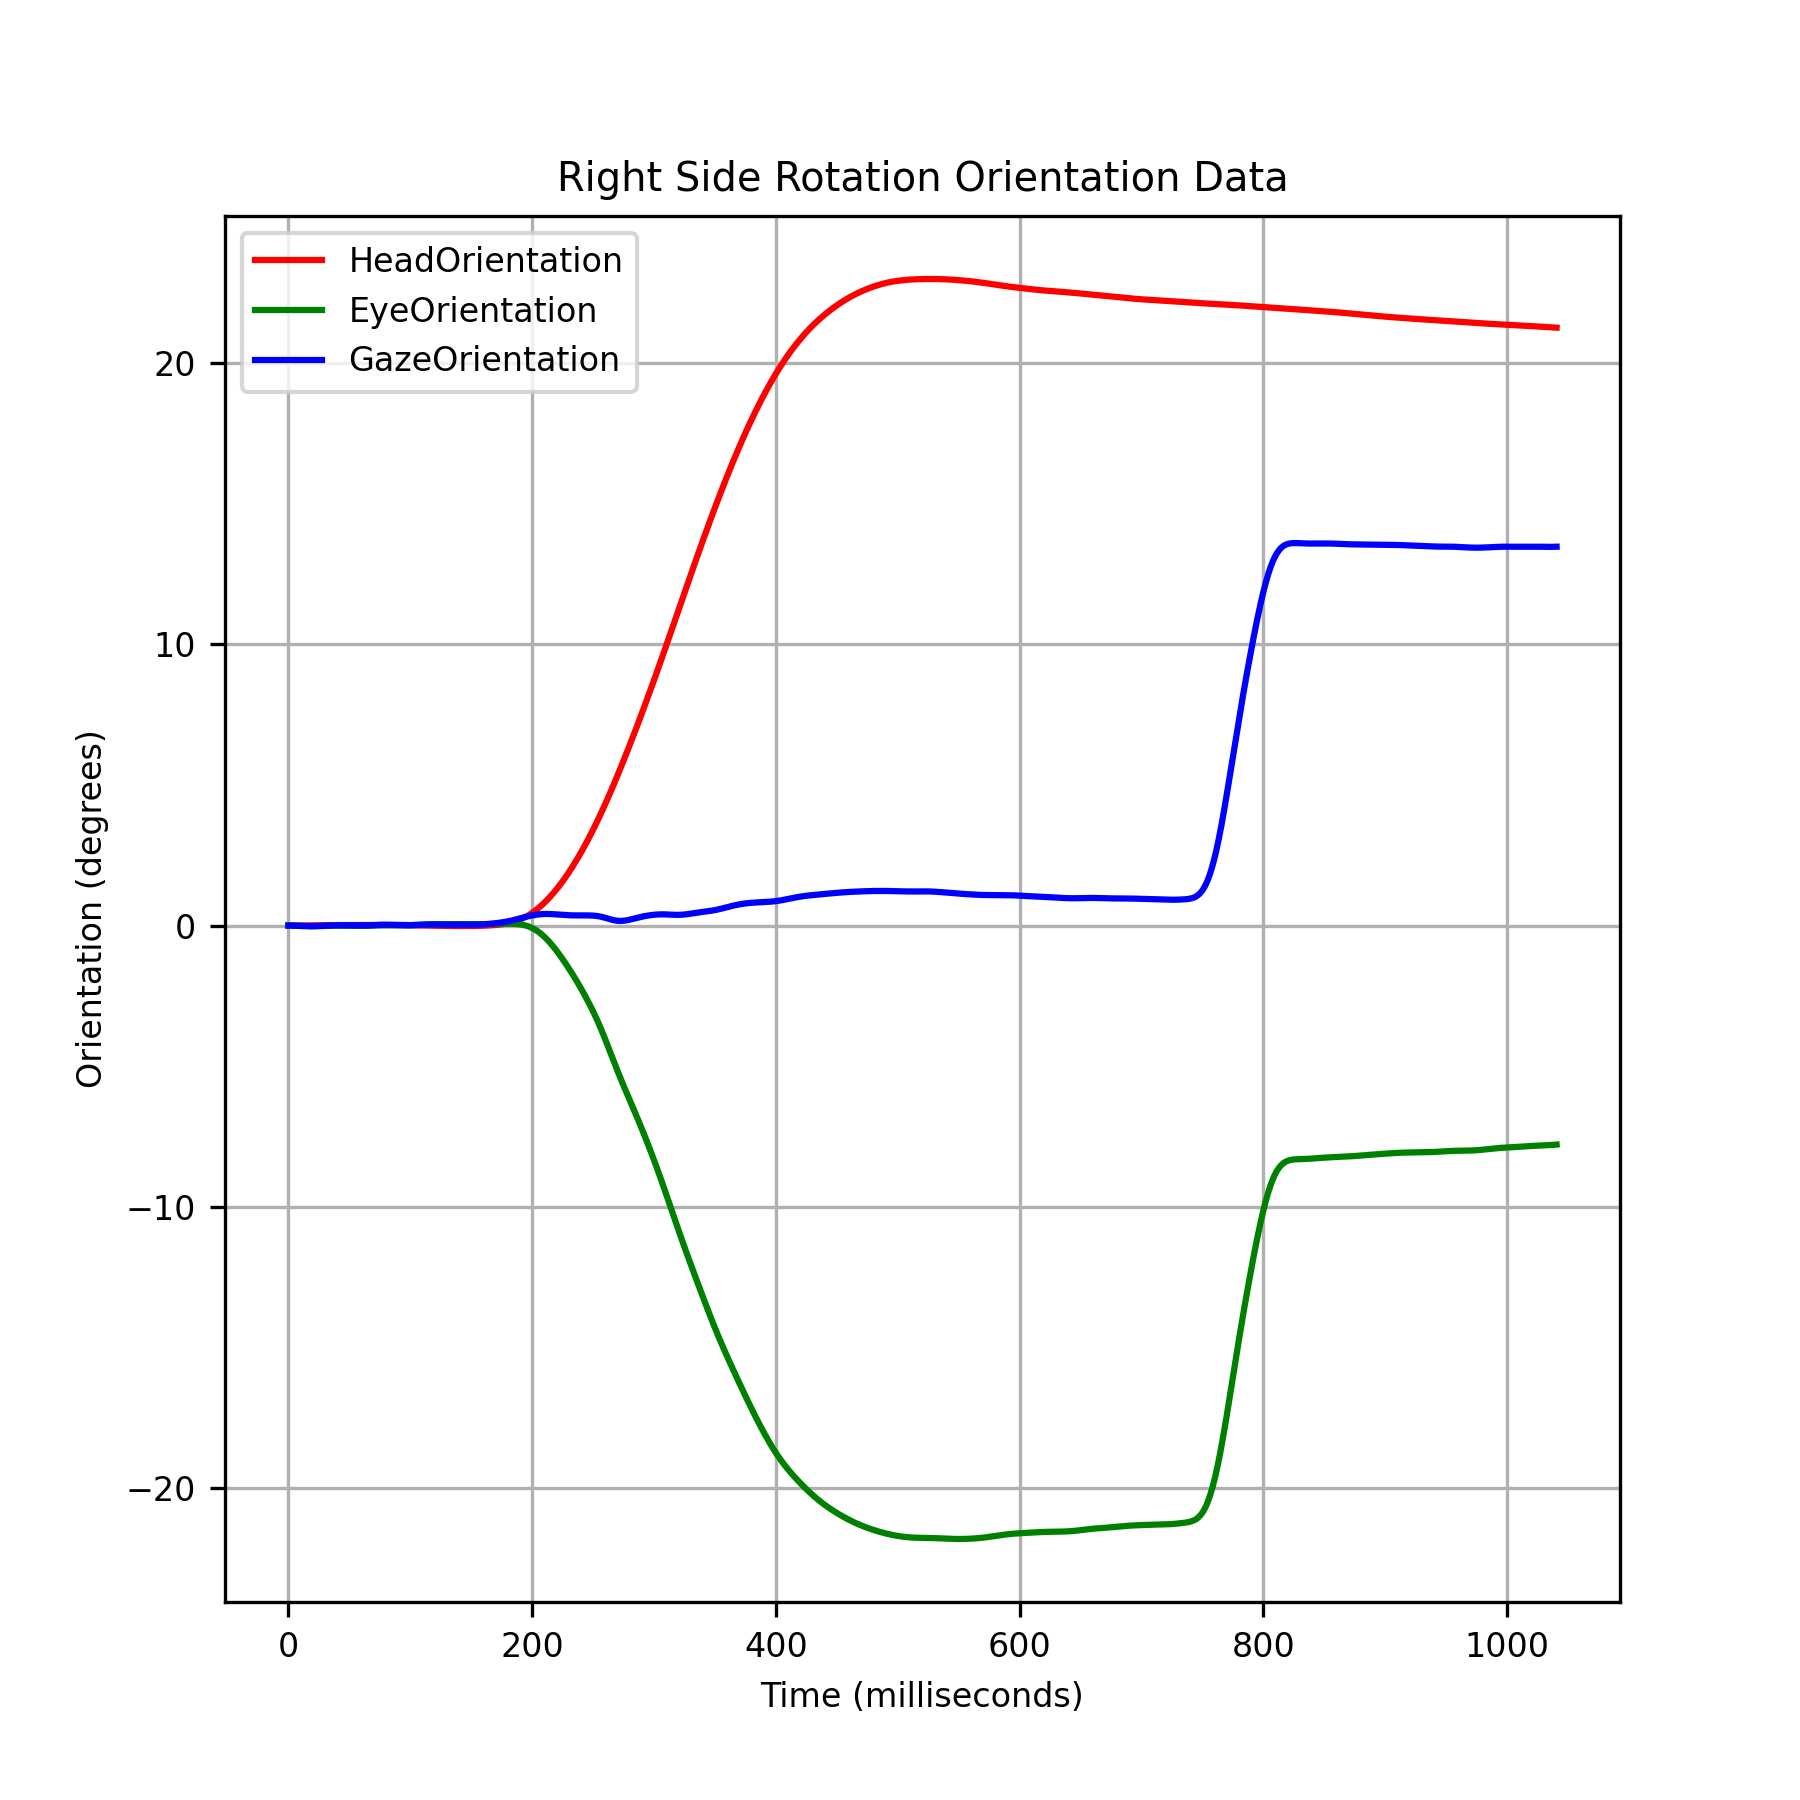 Right Side Rotation Orientation Data
HeadOrientation
EyeOrientation
GazeOrientation
20
10
0
−10
−20
Orientation (degrees)
0 200 400 600 800 1000
Time (milliseconds)